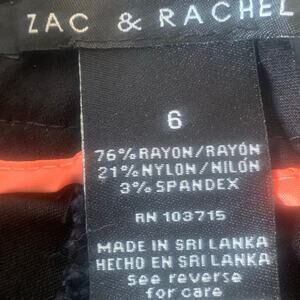 ZAC & RACHEL
6
76% RAYON/RAYÓN
21% NYLON/NILÓN
3% SPANDEX
RN 103715
MADE IN SRI LANKA
HECHO EN SRI LANKA
see reverse
for care